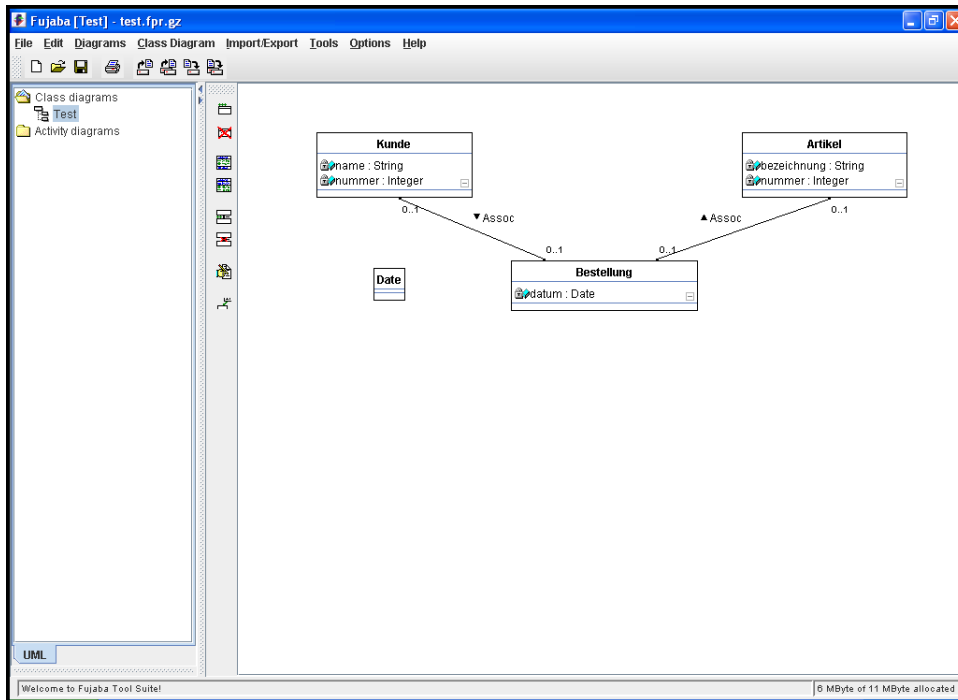 Fujaba [Test] - test.fpr.gz
File Edit Diagrams Class Diagram Import/Export Tools Options Help
Class diagrams
Test
Activity diagrams
Kunde
name : String
nummer : Integer
Artikel
bezeichnung : String
nummer : Integer
0..1
▼ Assoc
▲ Assoc
0..1
0..1
0..1
Date
Bestellung
datum : Date
UML
Welcome to Fujaba Tool Suite!
6 MByte of 11 MByte allocated